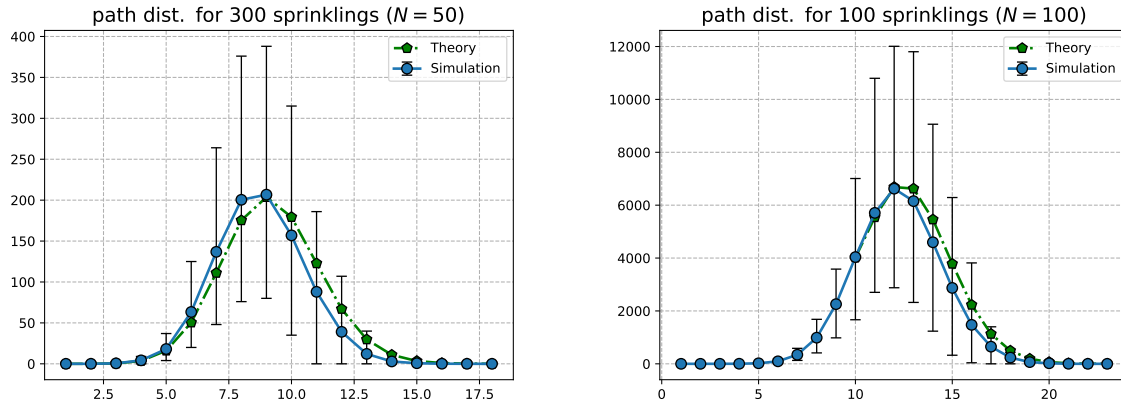 path dist. for 300 sprinklings (N = 50)
400
350
300
250
200
150
100
50
0
2.5 5.0 7.5 10.0 12.5 15.0 17.5
Theory
Simulation
path dist. for 100 sprinklings (N = 100)
12000
10000
8000
6000
4000
2000
0
0 5 10 15 20
Theory
Simulation